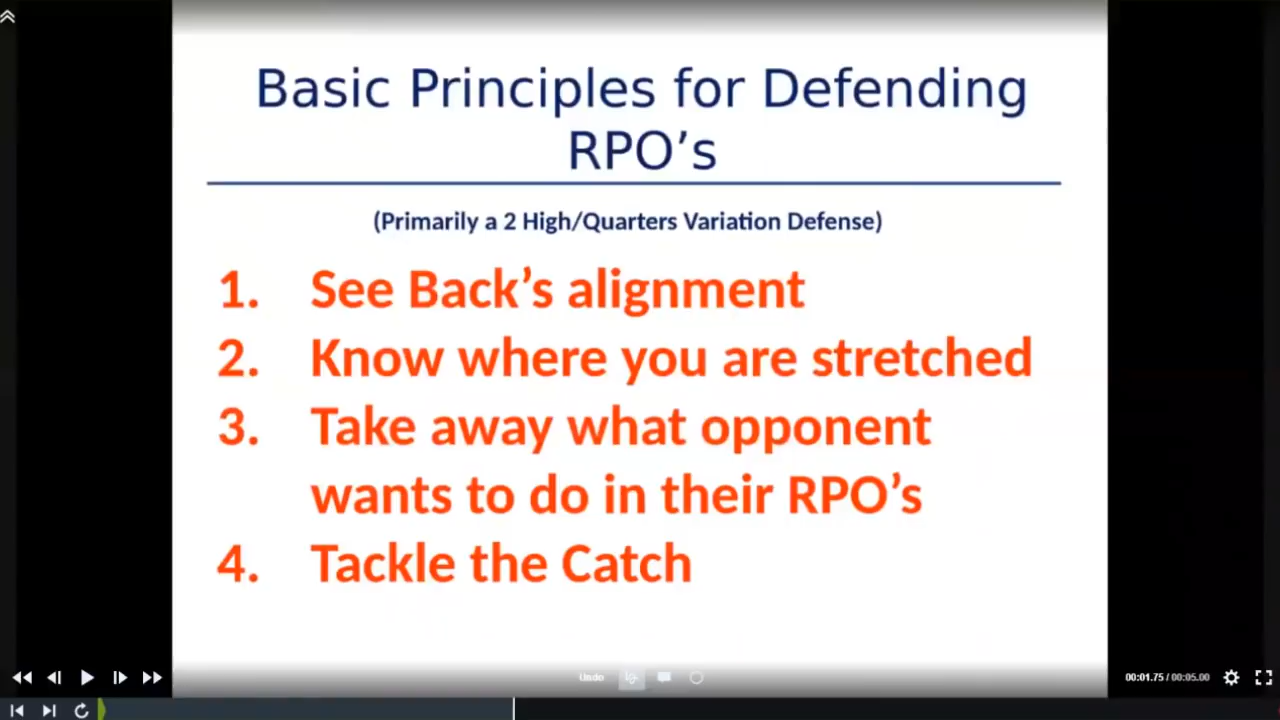 Basic Principles for Defending
RPO's
(Primarily a 2 High/Quarters Variation Defense)
1. See Back's alignment
2. Know where you are stretched
3. Take away what opponent
wants to do in their RPO's
4. Tackle the Catch
Undo
00:01.75 / 00:05.00